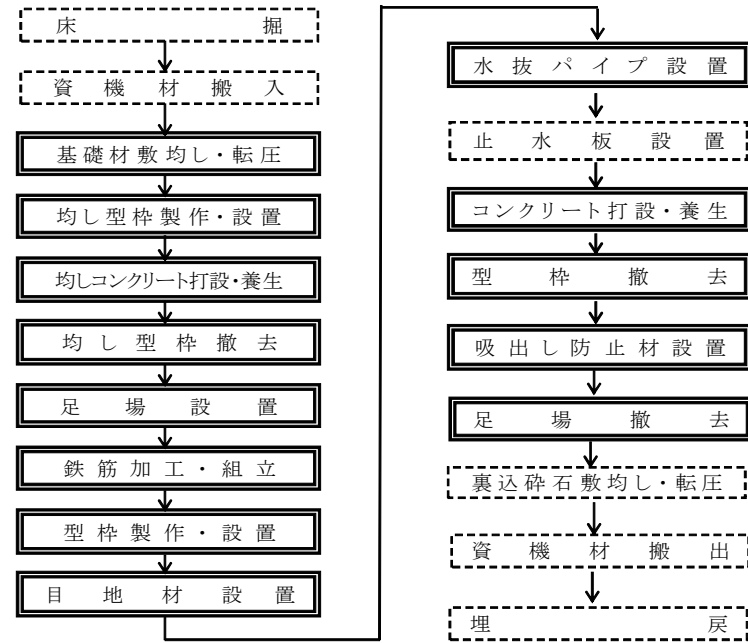 床掘
資機材搬入
基礎材敷均し・転圧
均し型枠製作・設置
均しコンクリート打設・養生
均し型枠撤去
足場設置
鉄筋加工・組立
型枠製作・設置
目地材設置
水抜パイプ設置
止水板設置
コンクリート打設・養生
型枠撤去
吸出し防止材設置
足場撤去
裏込砕石敷均し・転圧
資機材搬出
埋戻